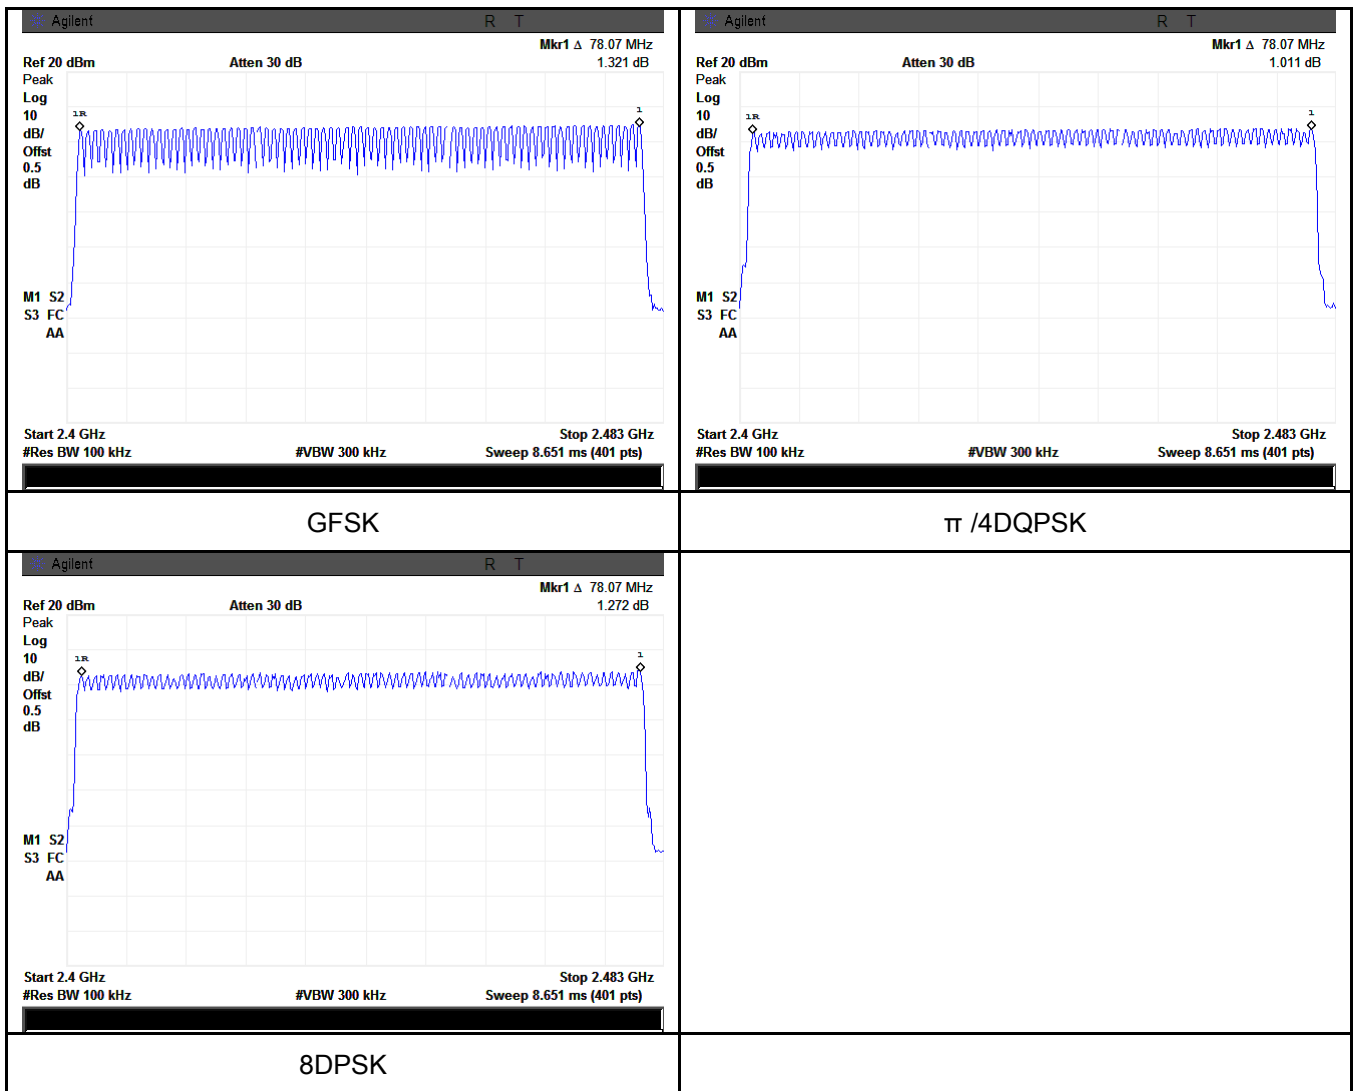 Agilent R T
Mkr1 Δ 78.07 MHz
Ref 20 dBm Atten 30 dB 1.321 dB
Peak
Log
10
dB/
Offst
0.5
dB
1R
1
M1 S2
S3 FC
AA
Start 2.4 GHz Stop 2.483 GHz
#Res BW 100 kHz #VBW 300 kHz Sweep 8.651 ms (401 pts)
GFSK
Agilent R T
Mkr1 Δ 78.07 MHz
Ref 20 dBm Atten 30 dB 1.011 dB
Peak
Log
10
dB/
Offst
0.5
dB
1R
1
M1 S2
S3 FC
AA
Start 2.4 GHz Stop 2.483 GHz
#Res BW 100 kHz #VBW 300 kHz Sweep 8.651 ms (401 pts)
π /4DQPSK
Agilent R T
Mkr1 Δ 78.07 MHz
Ref 20 dBm Atten 30 dB 1.272 dB
Peak
Log
10
dB/
Offst
0.5
dB
1R
1
M1 S2
S3 FC
AA
Start 2.4 GHz Stop 2.483 GHz
#Res BW 100 kHz #VBW 300 kHz Sweep 8.651 ms (401 pts)
8DPSK